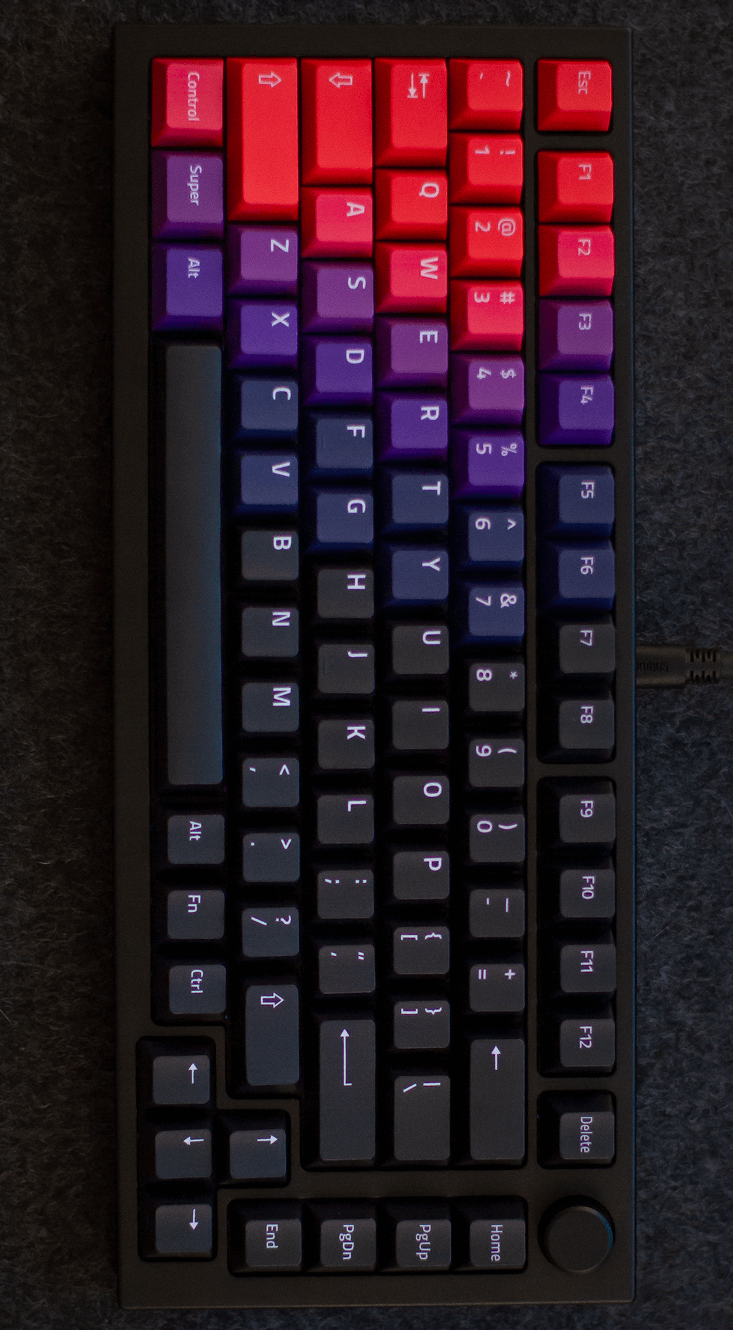 Esc F1 F2 F3 F4 F5 F6 F7 F8 F9 F10 F11 F12 Delete
~ ` ! 1 @ 2 # 3 $ 4 % 5 ^ 6 & 7 * 8 ( 9 ) 0 _ - + = ← Home
Q W E R T Y U I O P { [ } ] | \ PgUp
⇧ A S D F G H J K L : ; " ' PgDn
⇧ Z X C V B N M < , > . ? / ⇧ ↑ End
Control Super Alt Alt Fn Ctrl ← ↓ →